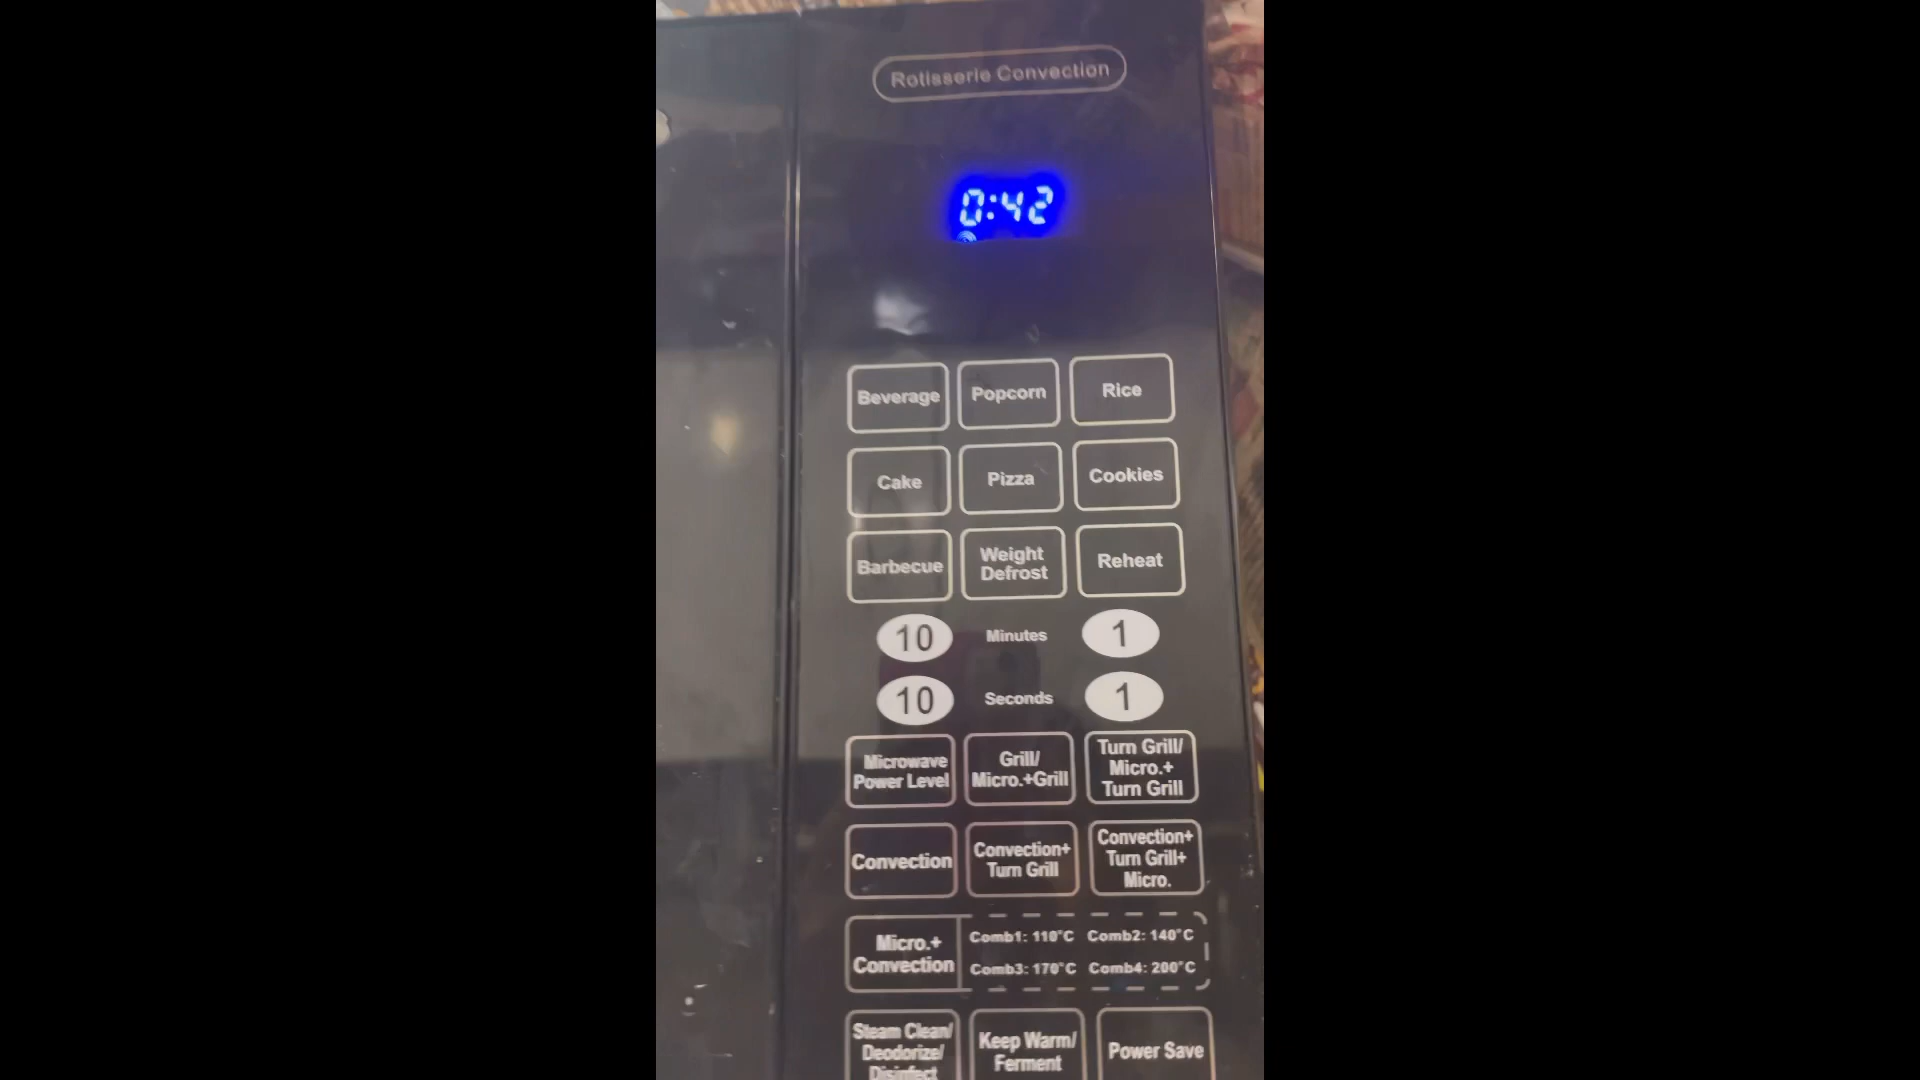 Rotisserie Convection
0:42
Beverage Popcorn Rice
Cake Pizza Cookies
Barbecue Weight Defrost Reheat
10 Minutes 1
10 Seconds 1
Microwave Power Level Grill/ Micro.+Grill Turn Grill/ Micro.+ Turn Grill
Convection Convection+ Turn Grill Convection+ Turn Grill+ Micro.
Micro.+ Convection Comb1: 110°C Comb2: 140°C
Comb3: 170°C Comb4: 200°C
Steam Clean/ Deodorize/ Disinfect Keep Warm/ Ferment Power Save